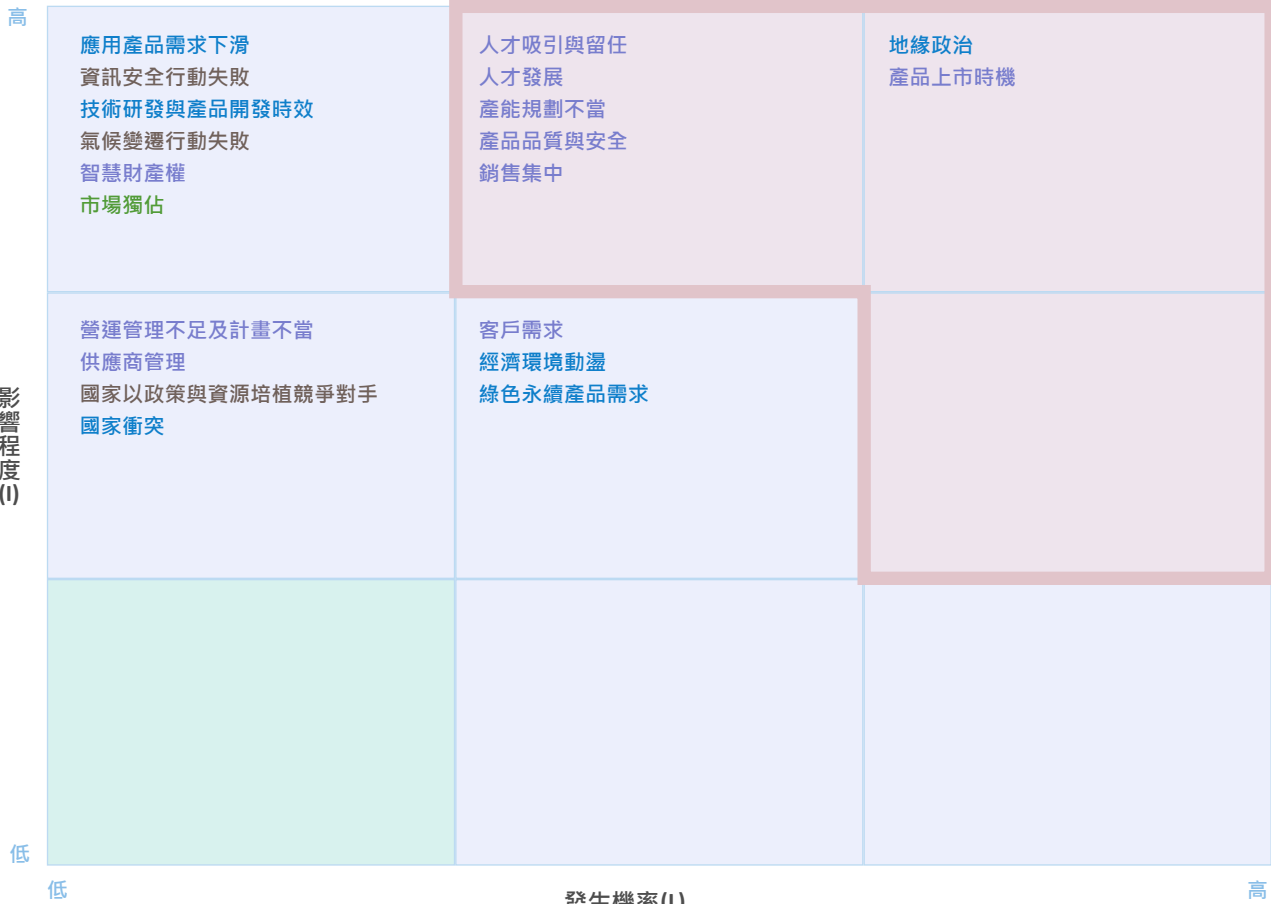 高
應用產品需求下滑
資訊安全行動失敗
技術研發與產品開發時效
氣候變遷行動失敗
智慧財產權
市場獨佔
人才吸引與留任
人才發展
產能規劃不當
產品品質與安全
銷售集中
地緣政治
產品上市時機
影響程度(I)
營運管理不足及計畫不當
供應商管理
國家以政策與資源培植競爭對手
國家衝突
客戶需求
經濟環境動盪
綠色永續產品需求
低
低
發生機率(L)
高